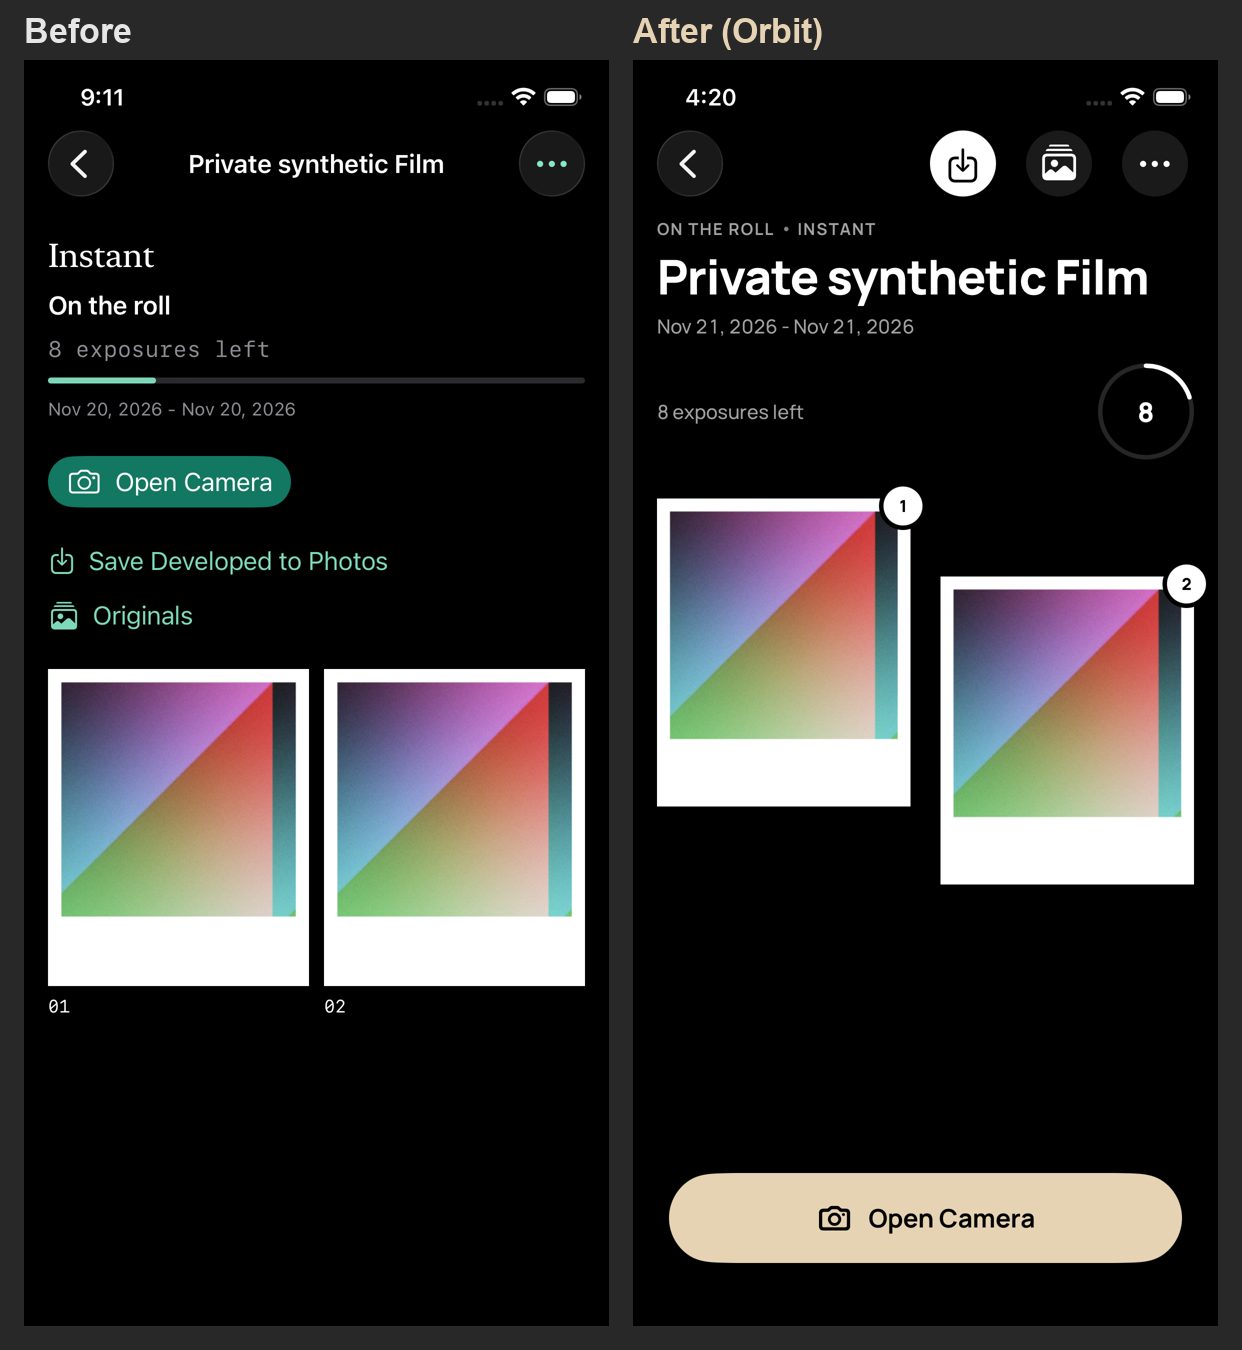 Before
9:11
Private synthetic Film
Instant
On the roll
8 exposures left
Nov 20, 2026 - Nov 20, 2026
Open Camera
Save Developed to Photos
Originals
01
02
After (Orbit)
4:20
ON THE ROLL • INSTANT
Private synthetic Film
Nov 21, 2026 - Nov 21, 2026
8 exposures left
8
1
2
Open Camera